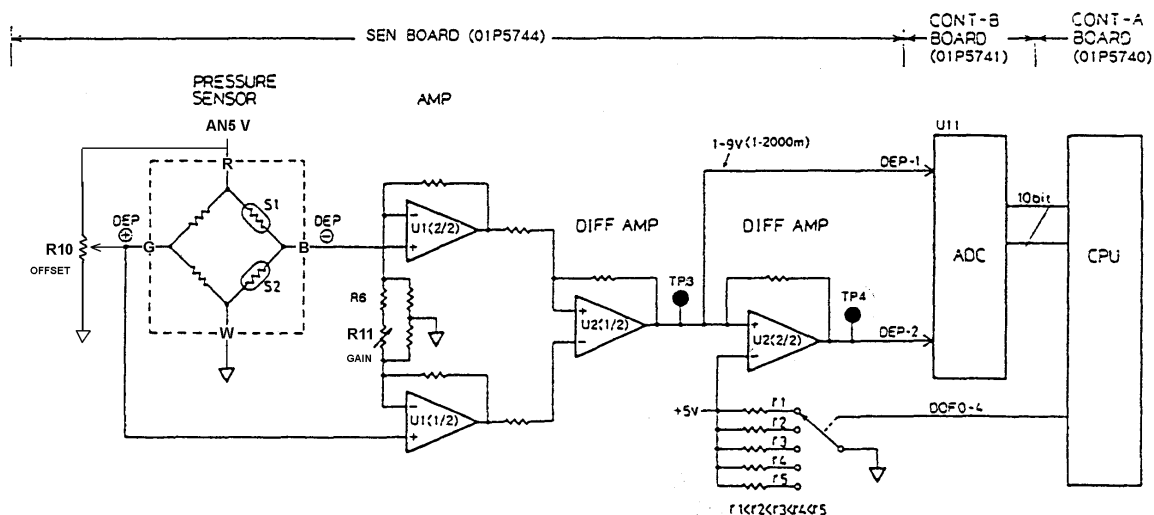 SEN BOARD (01P5744)
CONT-B
BOARD
(01P5741)
CONT-A
BOARD
(01P5740)
PRESSURE
SENSOR
AN5 V
AMP
U11
1-9V(1-2000m)
DEP-1
R
S1
DEP
⊕
DEP
⊖
U1(2/2)
-
+
DIFF AMP
DIFF AMP
10bit
R10
OFFSET
G
B
ADC
CPU
S2
TP3
TP4
R6
+
-
U2(1/2)
+
-
U2(2/2)
DEP-2
W
R11
GAIN
-
+
U1(1/2)
+5V
r1
r2
r3
r4
r5
DOF0-4
r1<r2<r3<r4<r5